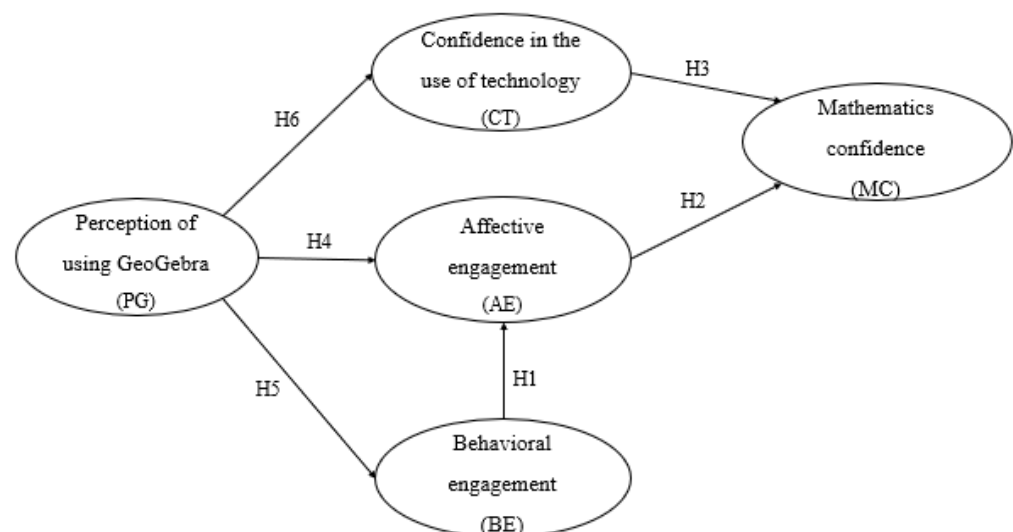 Confidence in the
use of technology
(CT)
H3
Mathematics
confidence
(MC)
H6
H2
Perception of
using GeoGebra
(PG)
H4
Affective
engagement
(AE)
H5
H1
Behavioral
engagement
(BE)